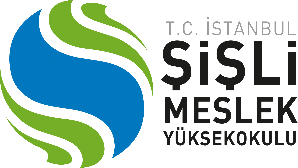 T.C. İSTANBUL
ŞİŞLİ
MESLEK
YÜKSEKOKULU